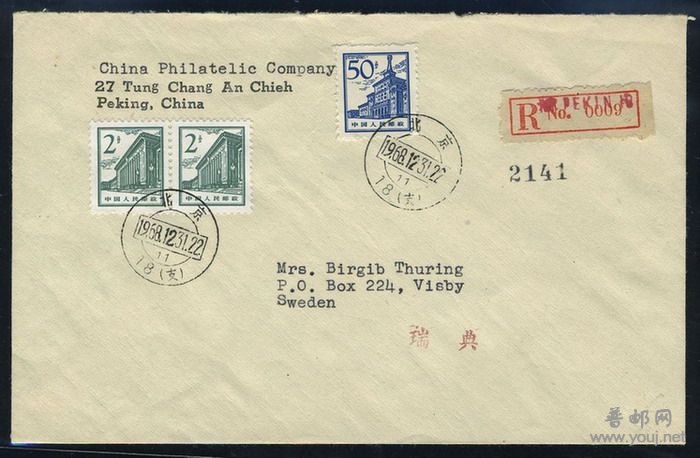 China Philatelic Company
27 Tung Chang An Chieh
Peking, China
50分
中国人民邮政
2分
中国人民邮政
2分
中国人民邮政
北京
1968.12.31.22
11
18(支)
北京
1968.12.31.22
11
18(支)
R
PEKING
No. 0009
2141
Mrs. Birgib Thuring
P.O. Box 224, Visby
Sweden
瑞典
普邮网
www.youj.net